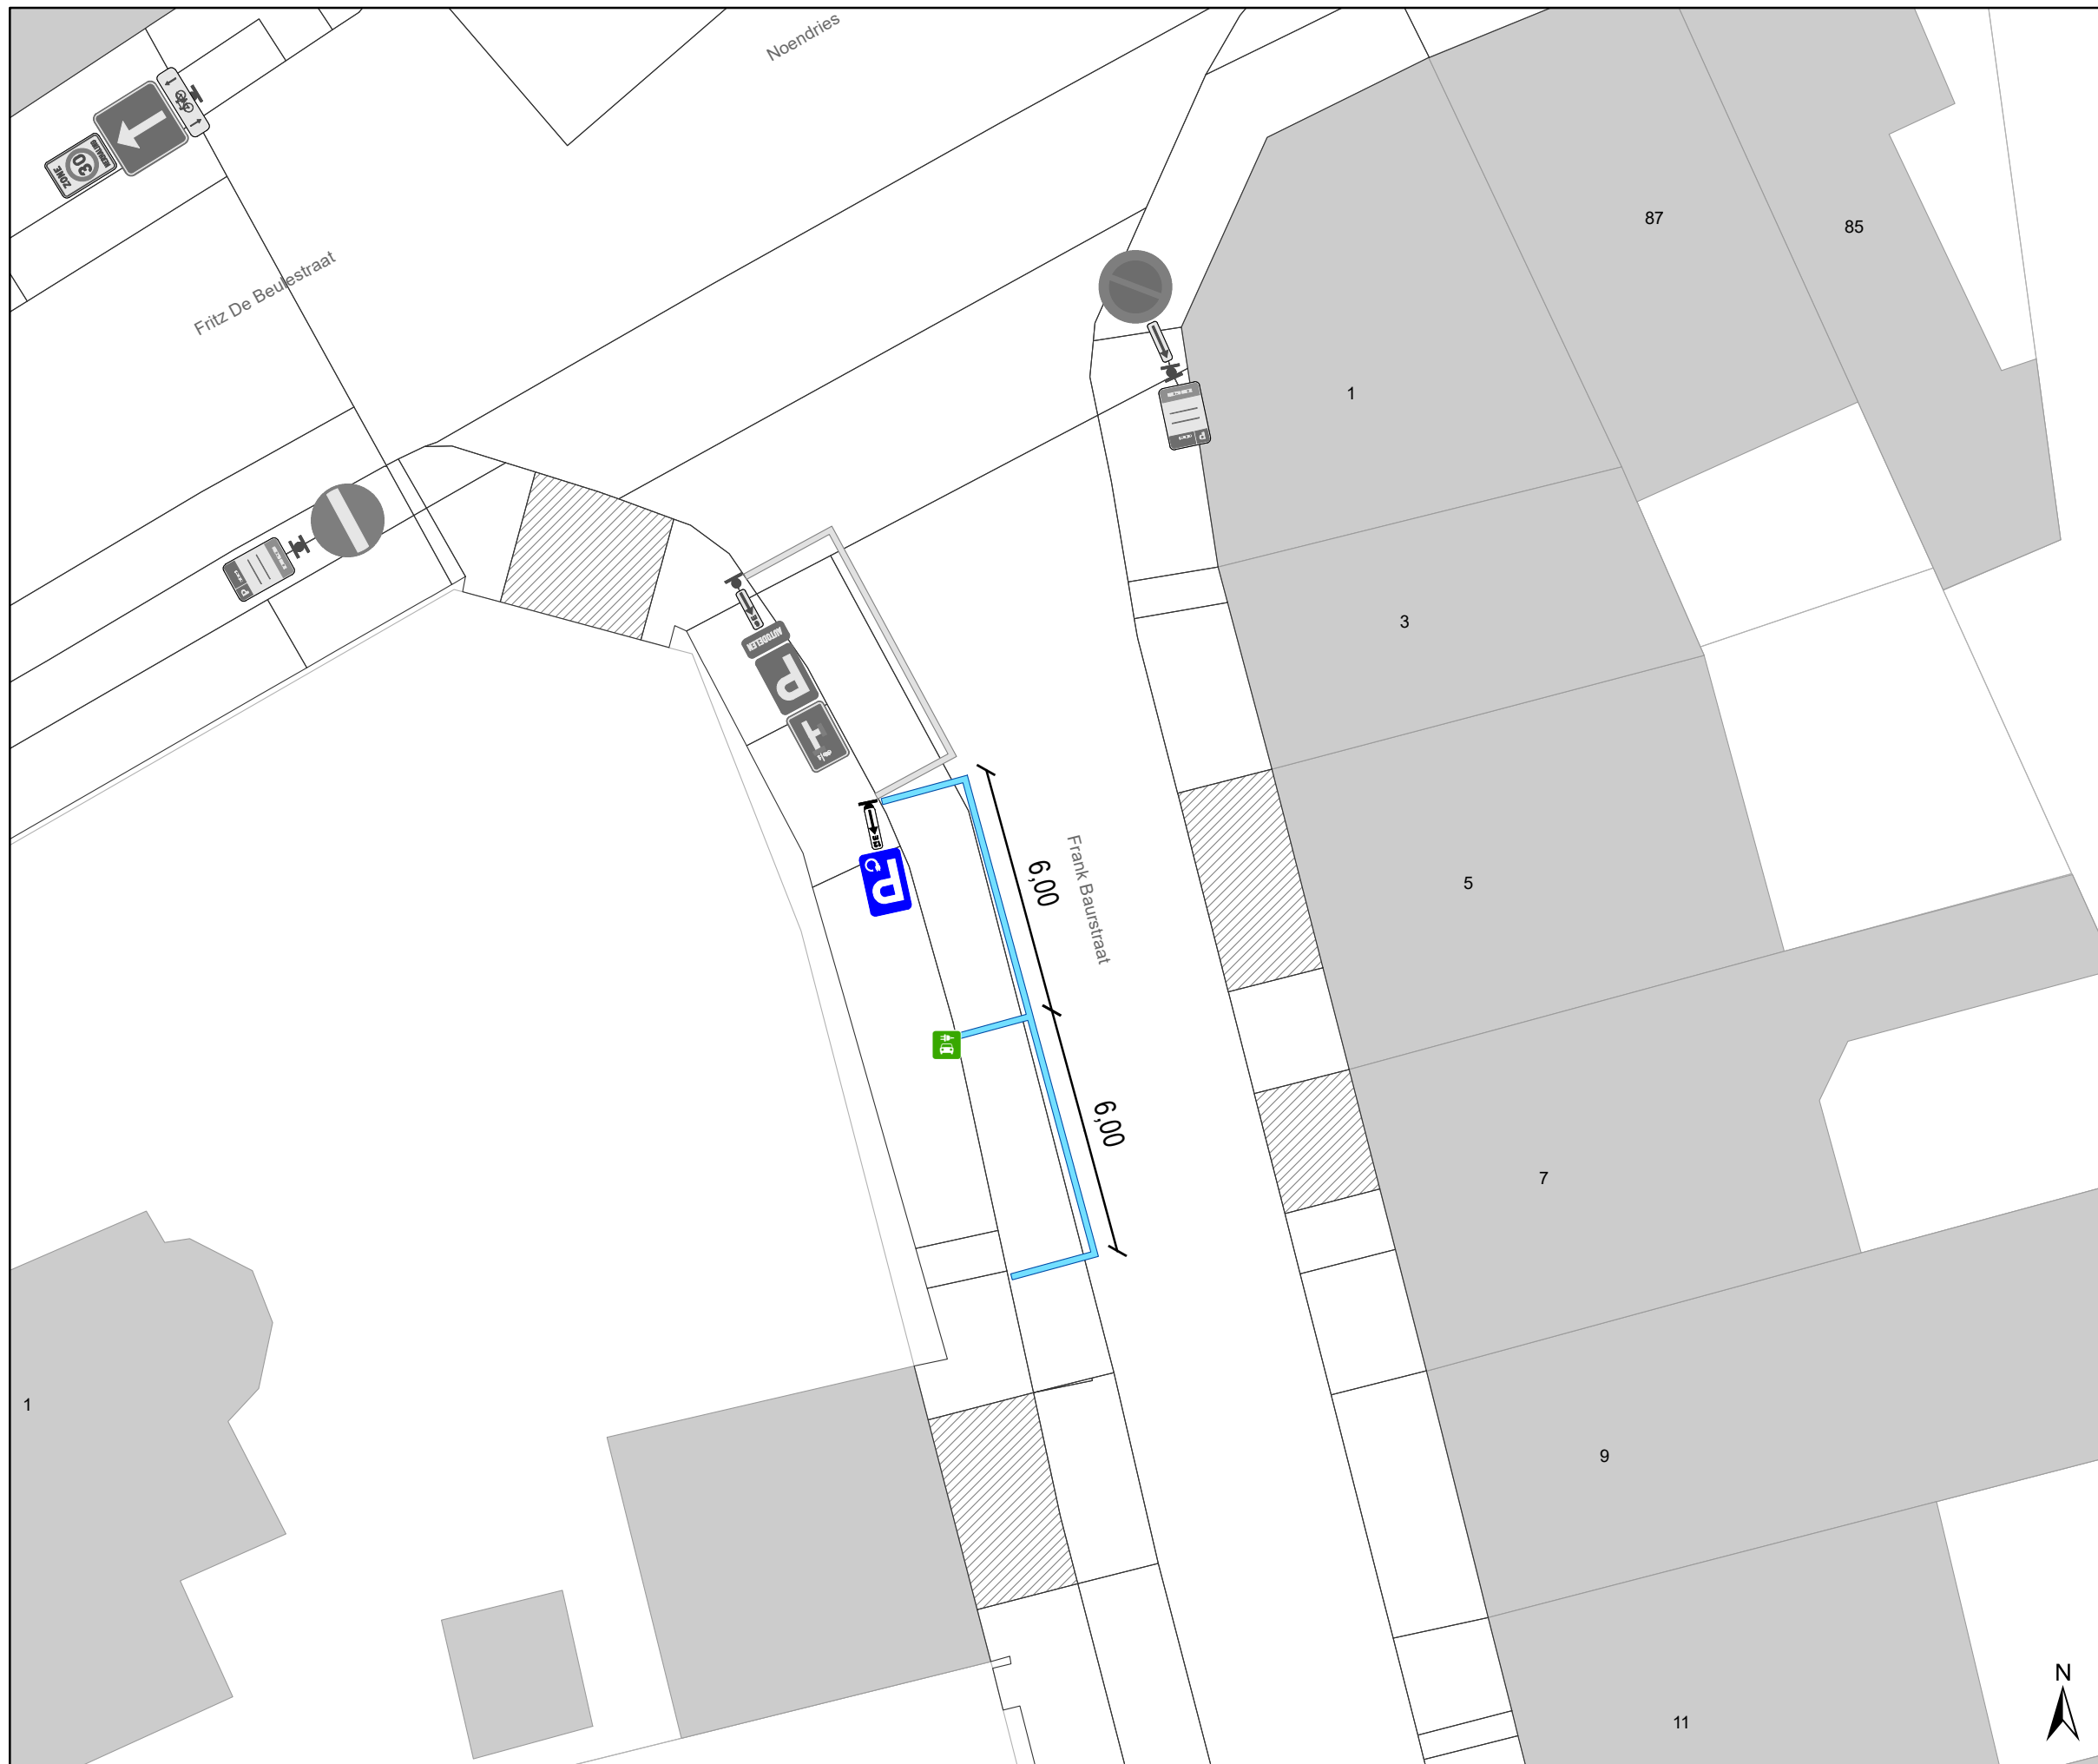 Noendries
Fritz De Beulestraat
ZONE
30
HERHALING
87
85
1
3
AUTODELEN
P
P
P
P
6,00
Frank Baurstraat
5
6,00
7
1
9
11
N